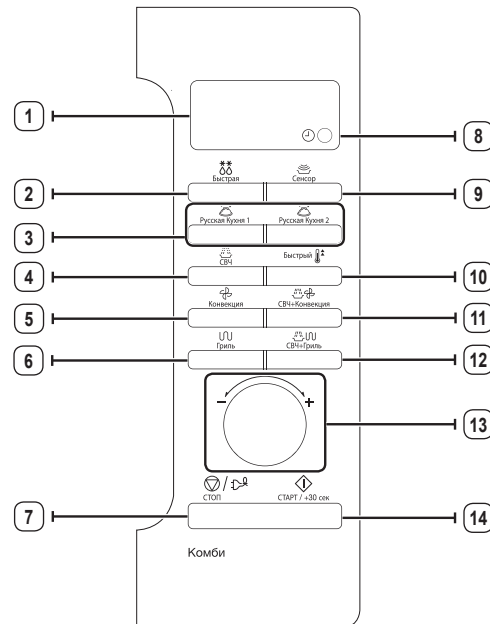 1
8
Быстрая Сенсор
2
9
Русская Кухня 1 Русская Кухня 2
3
СВЧ Быстрый
4
10
Конвекция СВЧ+Конвекция
5
11
Гриль СВЧ+Гриль
6
12
− +
13
СТОП / СТАРТ / +30 сек
7
14
Комби